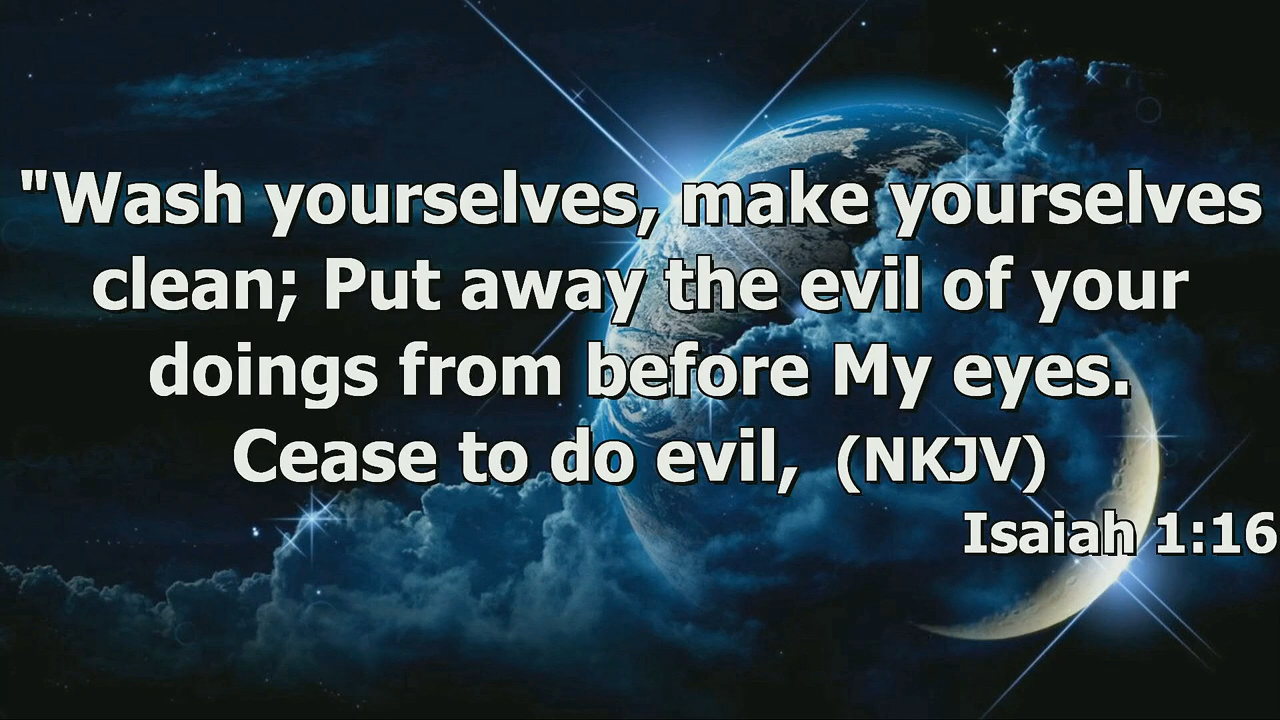 "Wash yourselves, make yourselves
clean; Put away the evil of your
doings from before My eyes.
Cease to do evil, (NKJV)
Isaiah 1:16